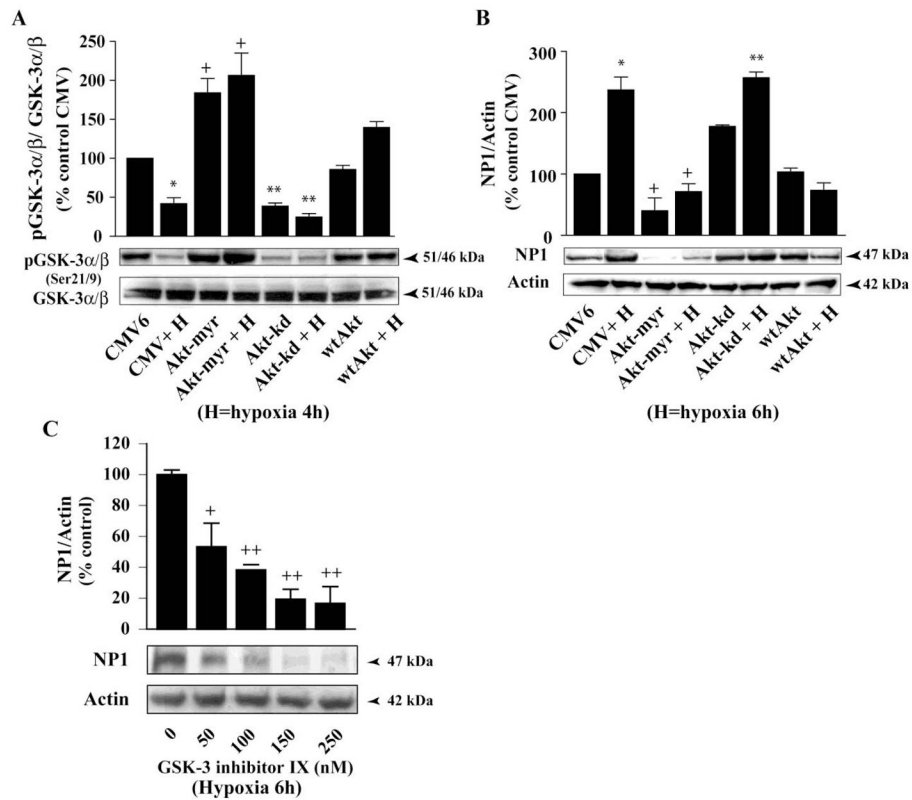 A
pGSK-3α/β/ GSK-3α/β
(% control CMV)
250
200
150
100
50
0
*
+
+
**
**
pGSK-3α/β
(Ser21/9)
GSK-3α/β
51/46 kDa
51/46 kDa
CMV6
CMV+ H
Akt-myr
Akt-myr + H
Akt-kd
Akt-kd + H
wtAkt
wtAkt + H
(H=hypoxia 4h)
B
NP1/Actin
(% control CMV)
300
200
100
0
*
+
+
**
NP1
47 kDa
Actin
42 kDa
CMV6
CMV + H
Akt-myr
Akt-myr + H
Akt-kd
Akt-kd + H
wtAkt
wtAkt + H
(H=hypoxia 6h)
C
NP1/Actin
(% control)
120
100
80
60
40
20
0
+
++
++
++
NP1
47 kDa
Actin
42 kDa
0
50
100
150
250
GSK-3 inhibitor IX (nM)
(Hypoxia 6h)